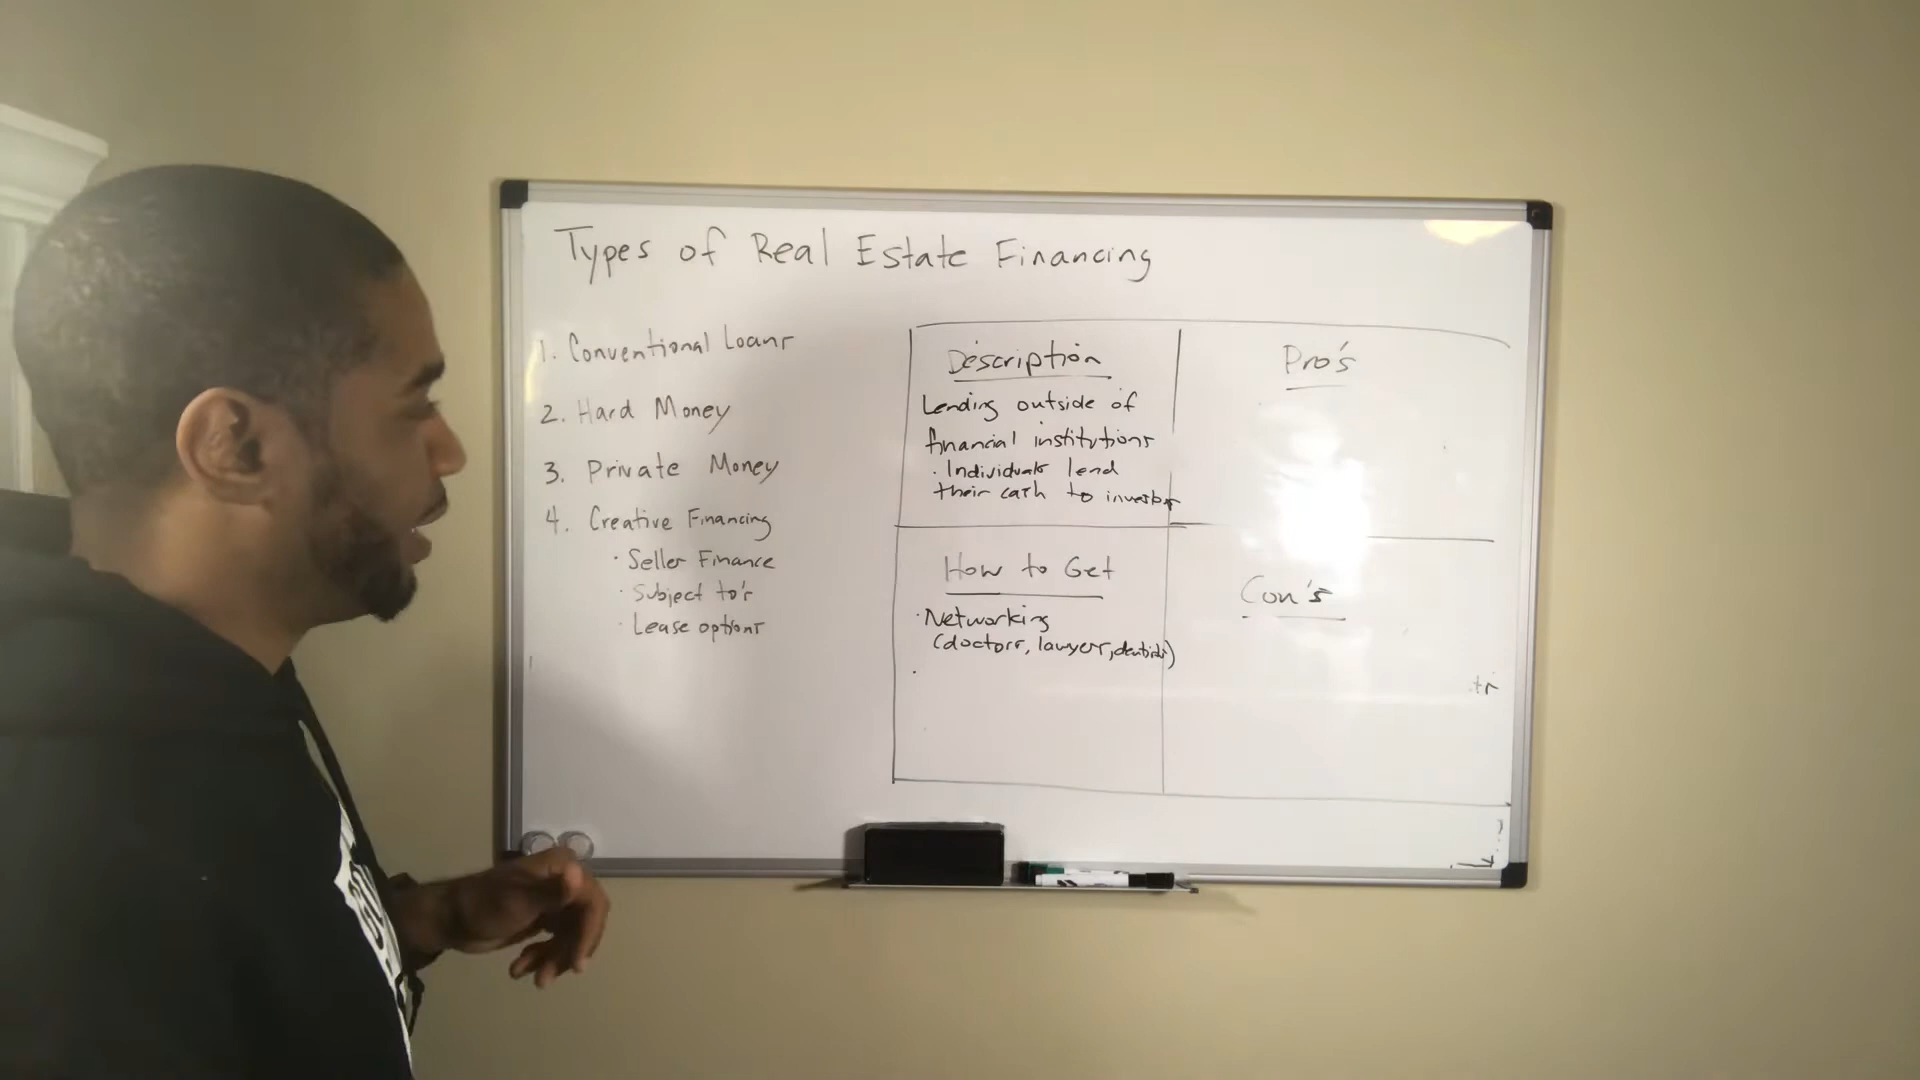 Types of Real Estate Financing
1. Conventional Loans
2. Hard Money
3. Private Money
4. Creative Financing
· Seller Finance
· Subject to's
· Lease options
Description
Lending outside of
financial institutions
· Individuals lend
their cash to investor
How to Get
· Networking
(doctors, lawyers, dentists)
·
Pro's
Con's